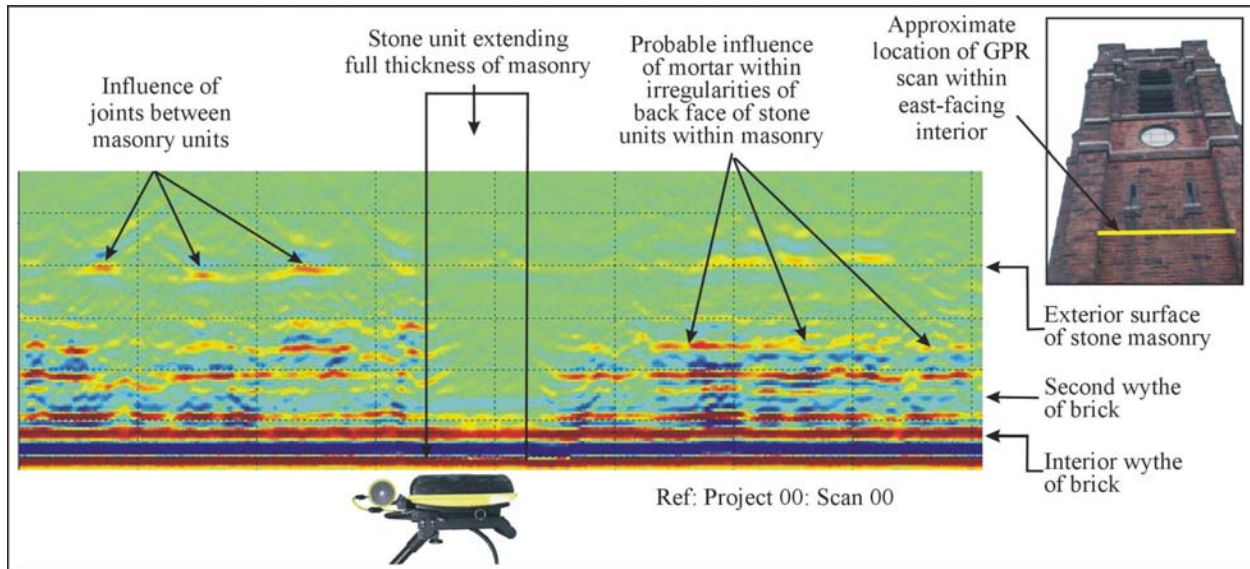 Influence of
joints between
masonry units
Stone unit extending
full thickness of masonry
Probable influence
of mortar within
irregularities of
back face of stone
units within masonry
Approximate
location of GPR
scan within
east-facing
interior
Exterior surface
of stone masonry
Second wythe
of brick
Interior wythe
of brick
Ref: Project 00: Scan 00